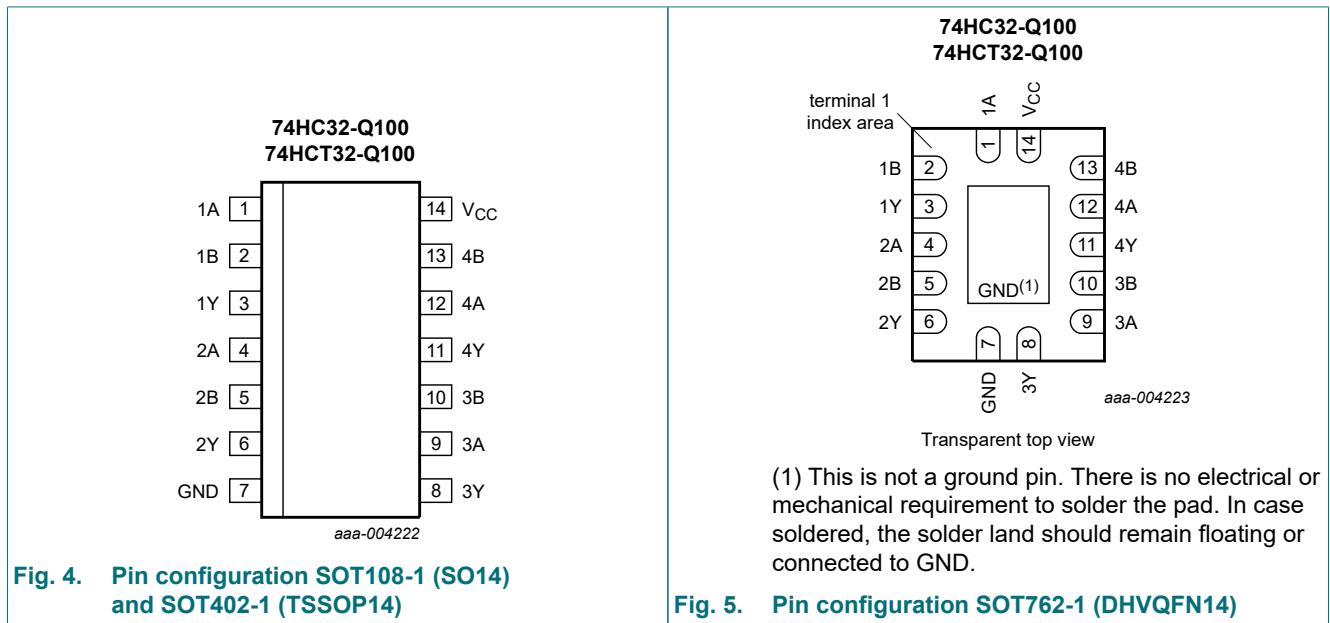 74HC32-Q100
74HCT32-Q100
1A 1 14 VCC
1B 2 13 4B
1Y 3 12 4A
2A 4 11 4Y
2B 5 10 3B
2Y 6 9 3A
GND 7 8 3Y
aaa-004222
Fig. 4. Pin configuration SOT108-1 (SO14)
and SOT402-1 (TSSOP14)
74HC32-Q100
74HCT32-Q100
terminal 1
index area
1A VCC
1 14
1B 2 13 4B
1Y 3 12 4A
2A 4 11 4Y
2B 5 10 3B
GND(1)
2Y 6 9 3A
7 8
GND 3Y
aaa-004223
Transparent top view
(1) This is not a ground pin. There is no electrical or
mechanical requirement to solder the pad. In case
soldered, the solder land should remain floating or
connected to GND.
Fig. 5. Pin configuration SOT762-1 (DHVQFN14)